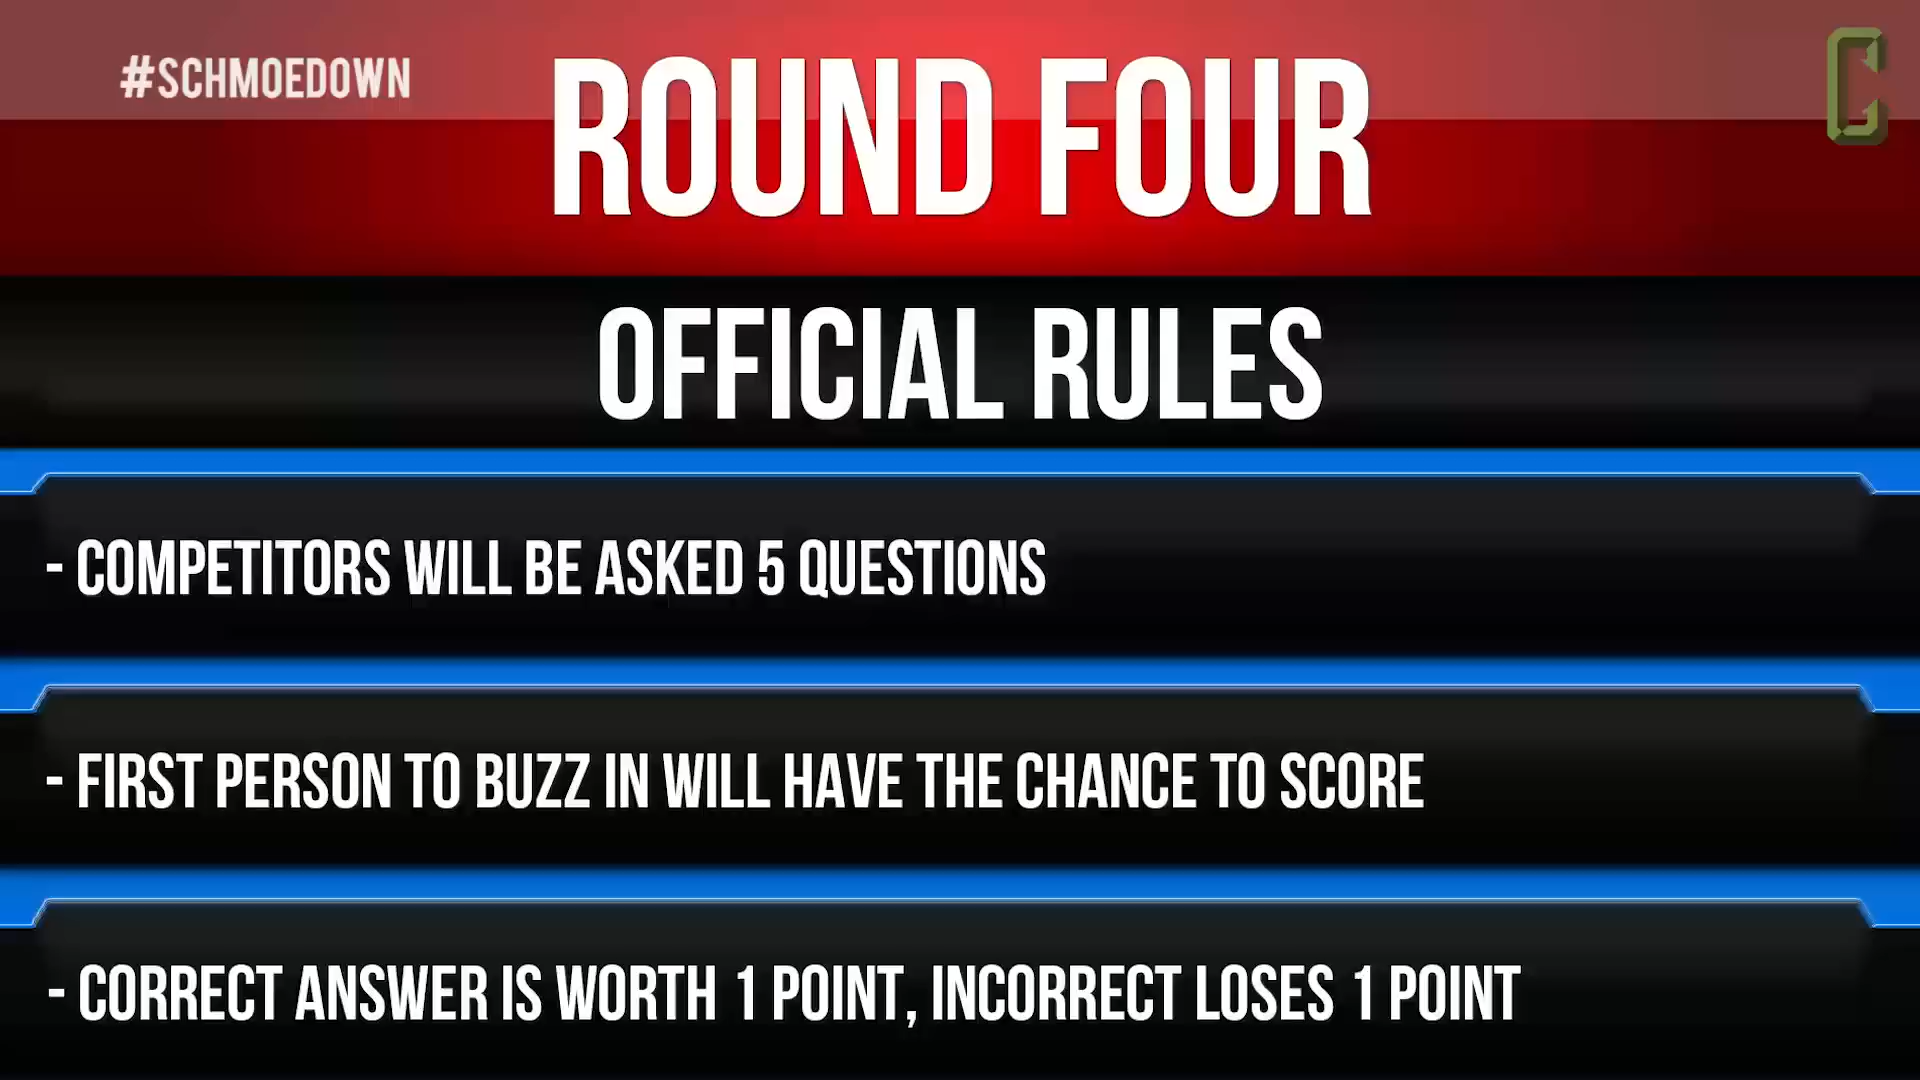 #SCHMOEDOWN
ROUND FOUR
OFFICIAL RULES
- COMPETITORS WILL BE ASKED 5 QUESTIONS
- FIRST PERSON TO BUZZ IN WILL HAVE THE CHANCE TO SCORE
- CORRECT ANSWER IS WORTH 1 POINT, INCORRECT LOSES 1 POINT